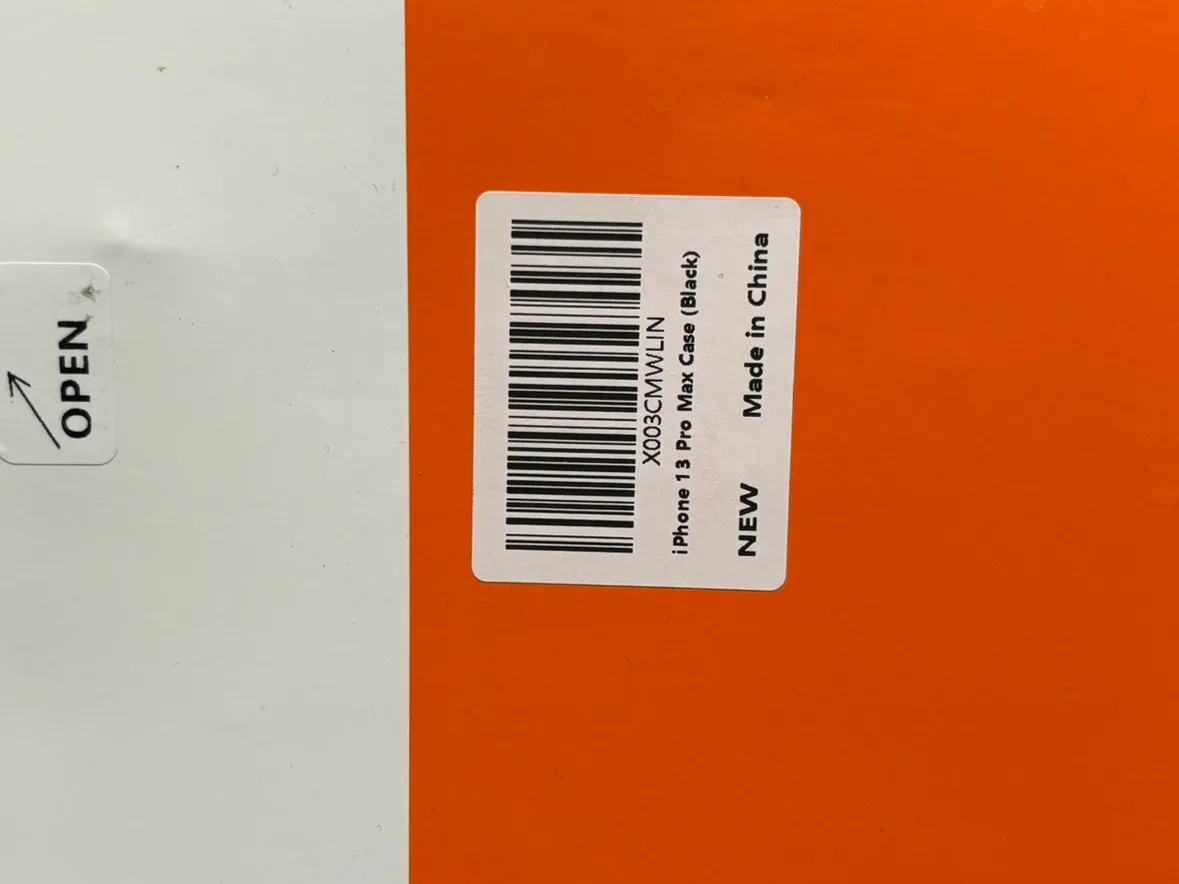 OPEN
X003CMWLIN
iPhone 13 Pro Max Case (Black)
NEW Made in China